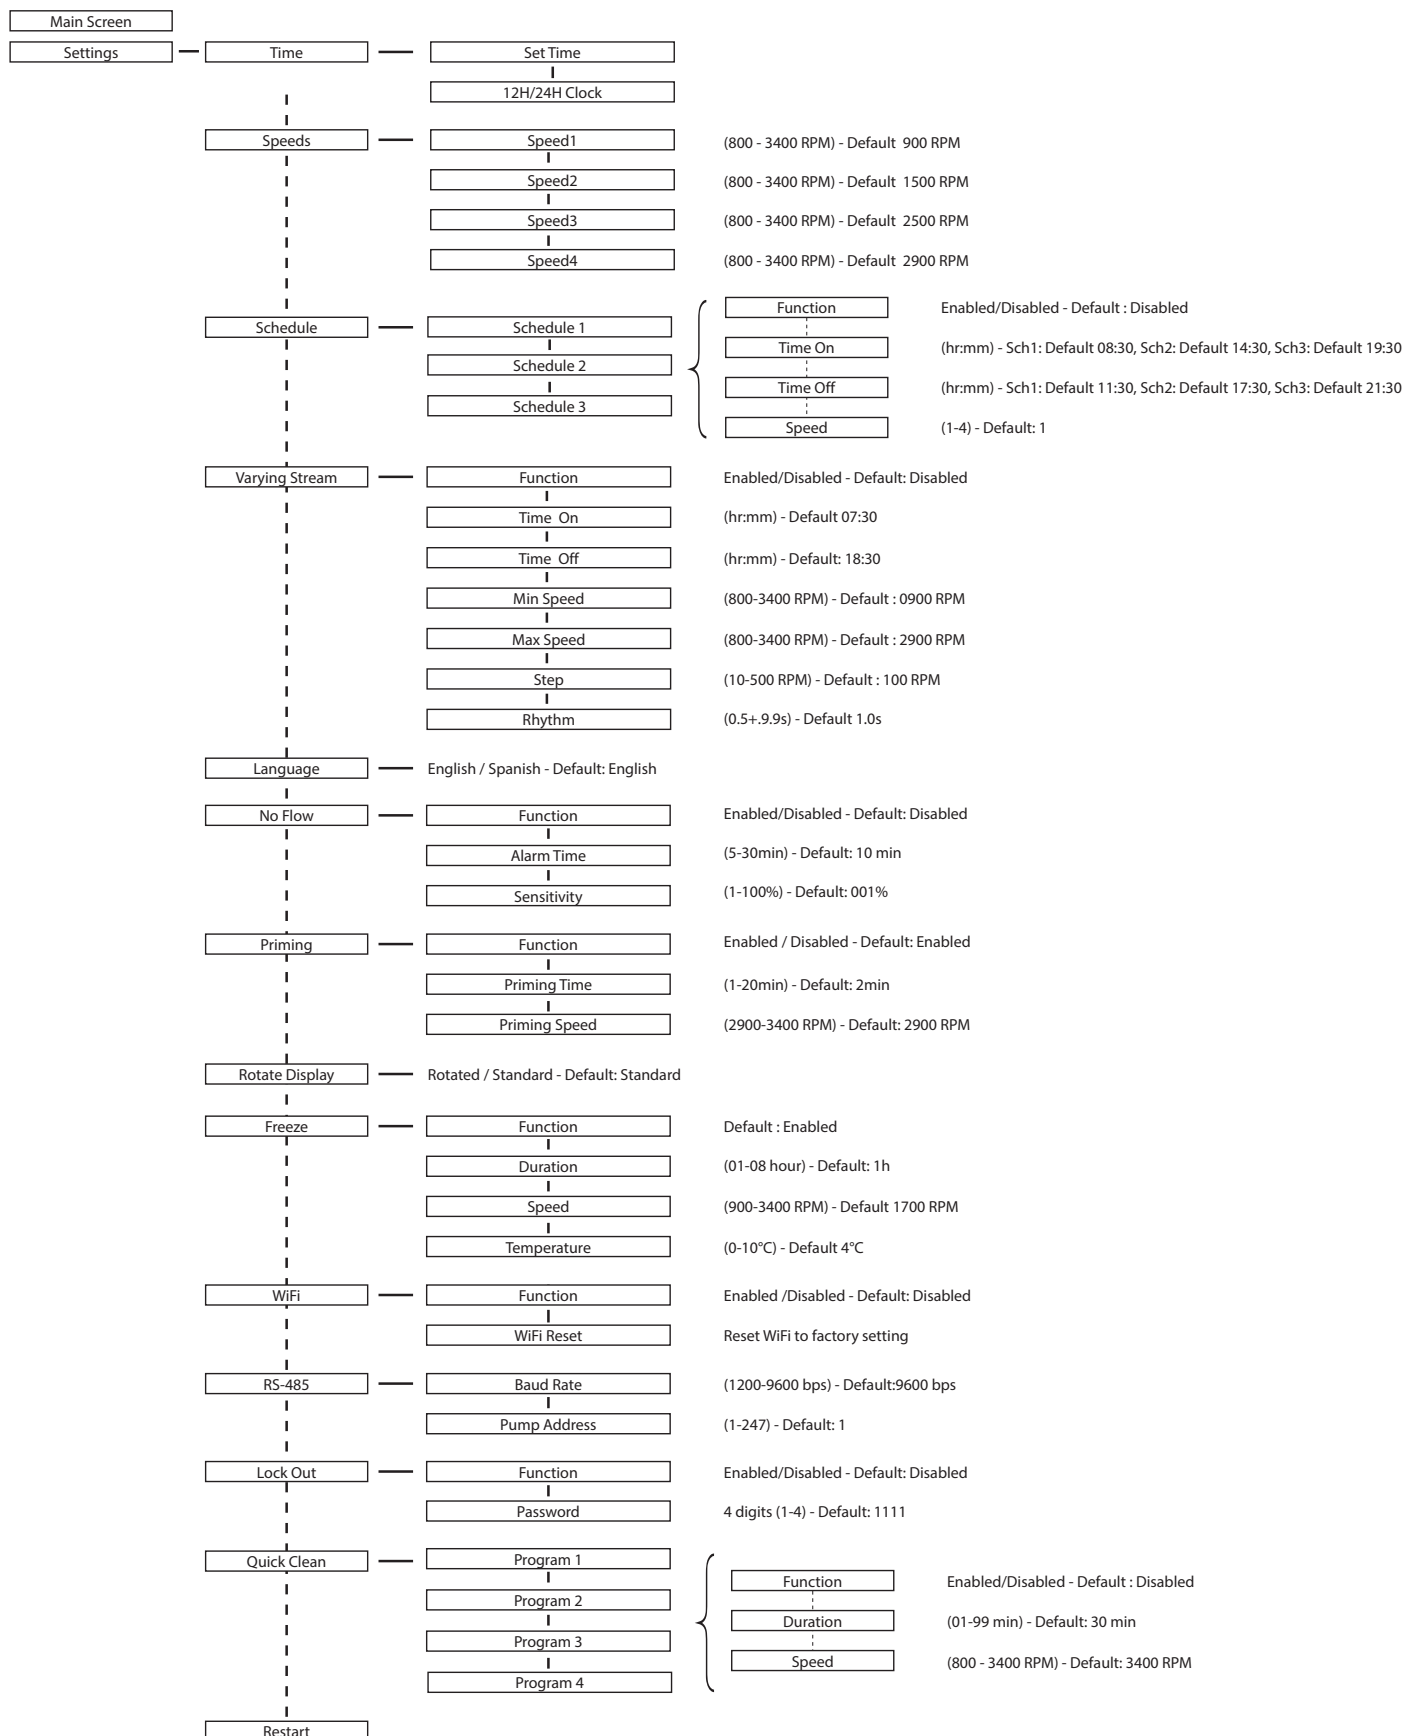 Main Screen
Settings
Time
Set Time
12H/24H Clock
Speeds
Speed1
(800 - 3400 RPM) - Default 900 RPM
Speed2
(800 - 3400 RPM) - Default 1500 RPM
Speed3
(800 - 3400 RPM) - Default 2500 RPM
Speed4
(800 - 3400 RPM) - Default 2900 RPM
Schedule
Schedule 1
Schedule 2
Schedule 3
Function
Enabled/Disabled - Default : Disabled
Time On
(hr:mm) - Sch1: Default 08:30, Sch2: Default 14:30, Sch3: Default 19:30
Time Off
(hr:mm) - Sch1: Default 11:30, Sch2: Default 17:30, Sch3: Default 21:30
Speed
(1-4) - Default: 1
Varying Stream
Function
Enabled/Disabled - Default: Disabled
Time On
(hr:mm) - Default 07:30
Time Off
(hr:mm) - Default: 18:30
Min Speed
(800-3400 RPM) - Default : 0900 RPM
Max Speed
(800-3400 RPM) - Default : 2900 RPM
Step
(10-500 RPM) - Default : 100 RPM
Rhythm
(0.5+.9.9s) - Default 1.0s
Language
English / Spanish - Default: English
No Flow
Function
Enabled/Disabled - Default: Disabled
Alarm Time
(5-30min) - Default: 10 min
Sensitivity
(1-100%) - Default: 001%
Priming
Function
Enabled / Disabled - Default: Enabled
Priming Time
(1-20min) - Default: 2min
Priming Speed
(2900-3400 RPM) - Default: 2900 RPM
Rotate Display
Rotated / Standard - Default: Standard
Freeze
Function
Default : Enabled
Duration
(01-08 hour) - Default: 1h
Speed
(900-3400 RPM) - Default 1700 RPM
Temperature
(0-10°C) - Default 4°C
WiFi
Function
Enabled /Disabled - Default: Disabled
WiFi Reset
Reset WiFi to factory setting
RS-485
Baud Rate
(1200-9600 bps) - Default:9600 bps
Pump Address
(1-247) - Default: 1
Lock Out
Function
Enabled/Disabled - Default: Disabled
Password
4 digits (1-4) - Default: 1111
Quick Clean
Program 1
Program 2
Program 3
Program 4
Function
Enabled/Disabled - Default : Disabled
Duration
(01-99 min) - Default: 30 min
Speed
(800 - 3400 RPM) - Default: 3400 RPM
Restart